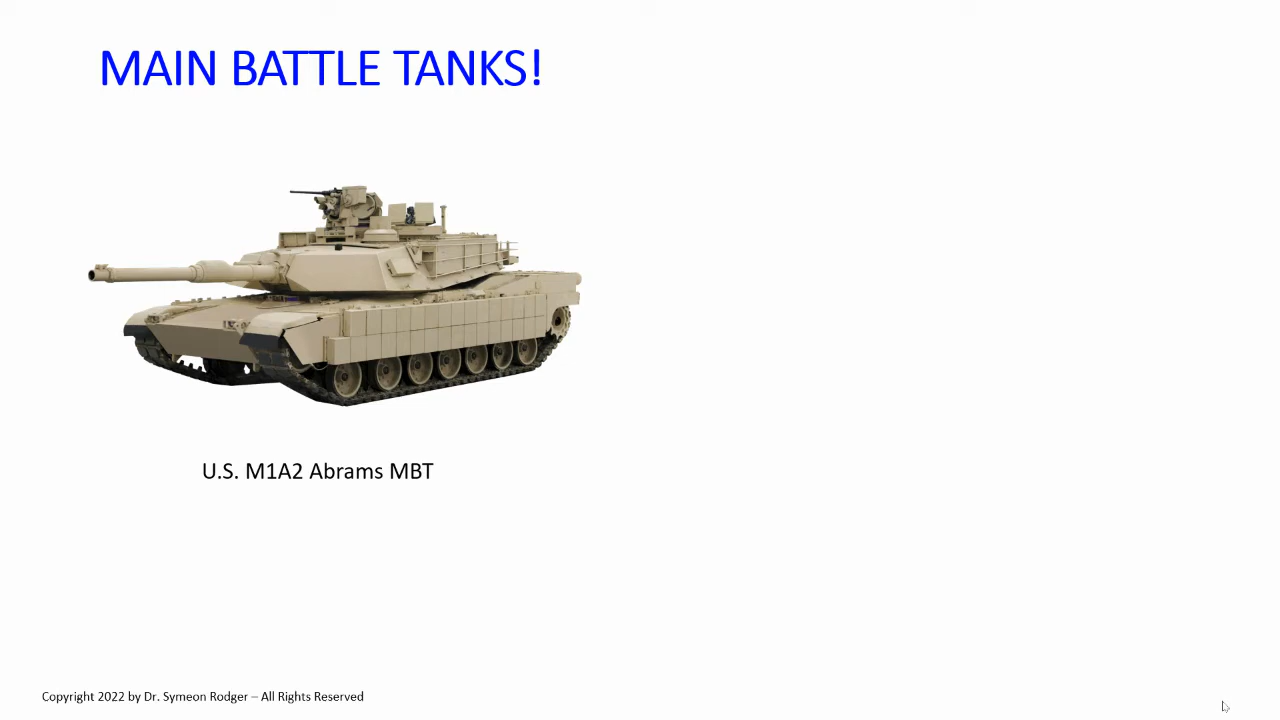 MAIN BATTLE TANKS!
U.S. M1A2 Abrams MBT
Copyright 2022 by Dr. Symeon Rodger – All Rights Reserved